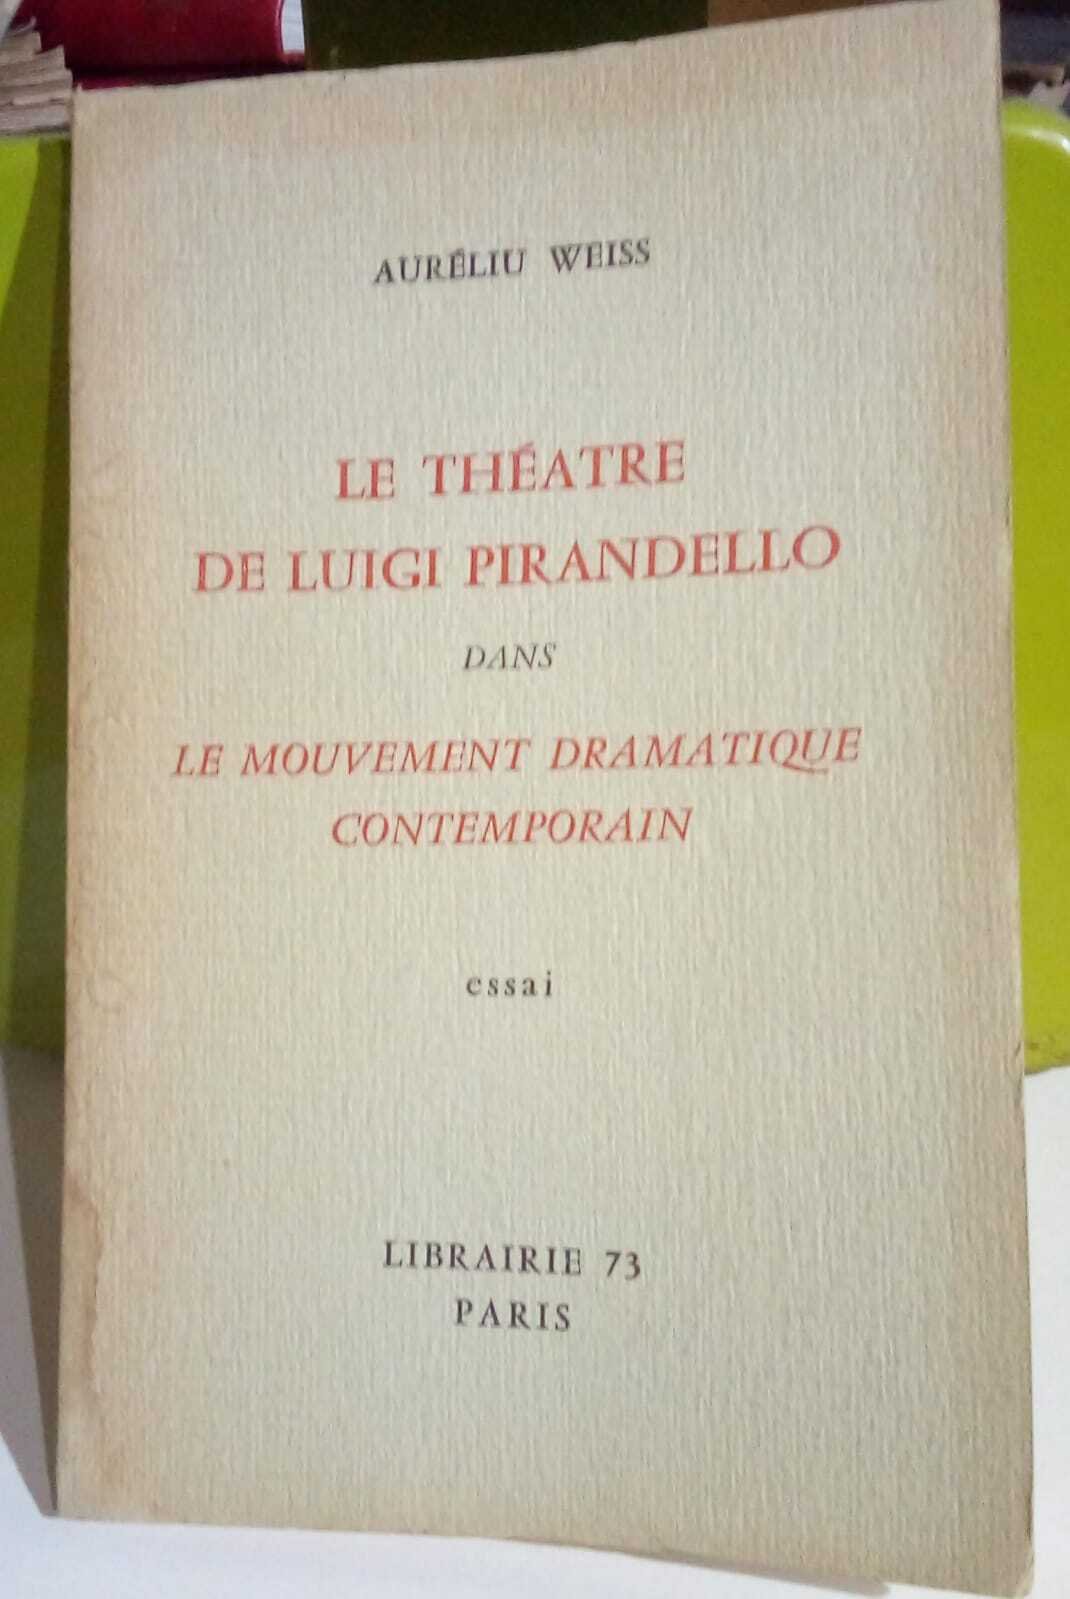 AURÉLIU WEISS
LE THÉATRE
DE LUIGI PIRANDELLO
DANS
LE MOUVEMENT DRAMATIQUE
CONTEMPORAIN
essai
LIBRAIRIE 73
PARIS